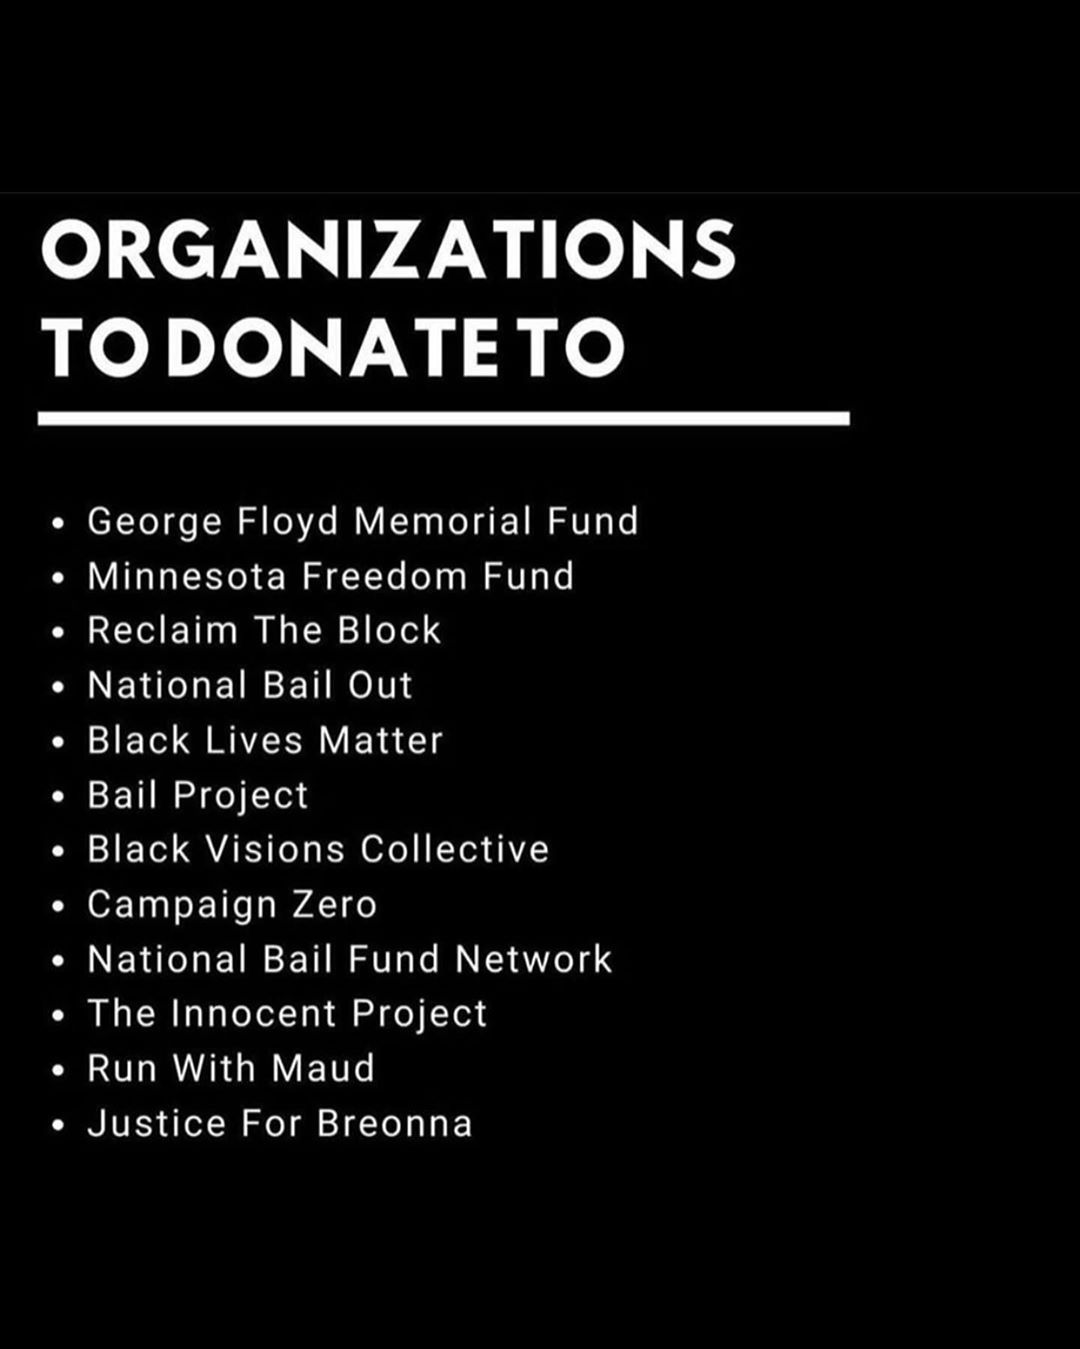 ORGANIZATIONS
TO DONATE TO
• George Floyd Memorial Fund
• Minnesota Freedom Fund
• Reclaim The Block
• National Bail Out
• Black Lives Matter
• Bail Project
• Black Visions Collective
• Campaign Zero
• National Bail Fund Network
• The Innocent Project
• Run With Maud
• Justice For Breonna